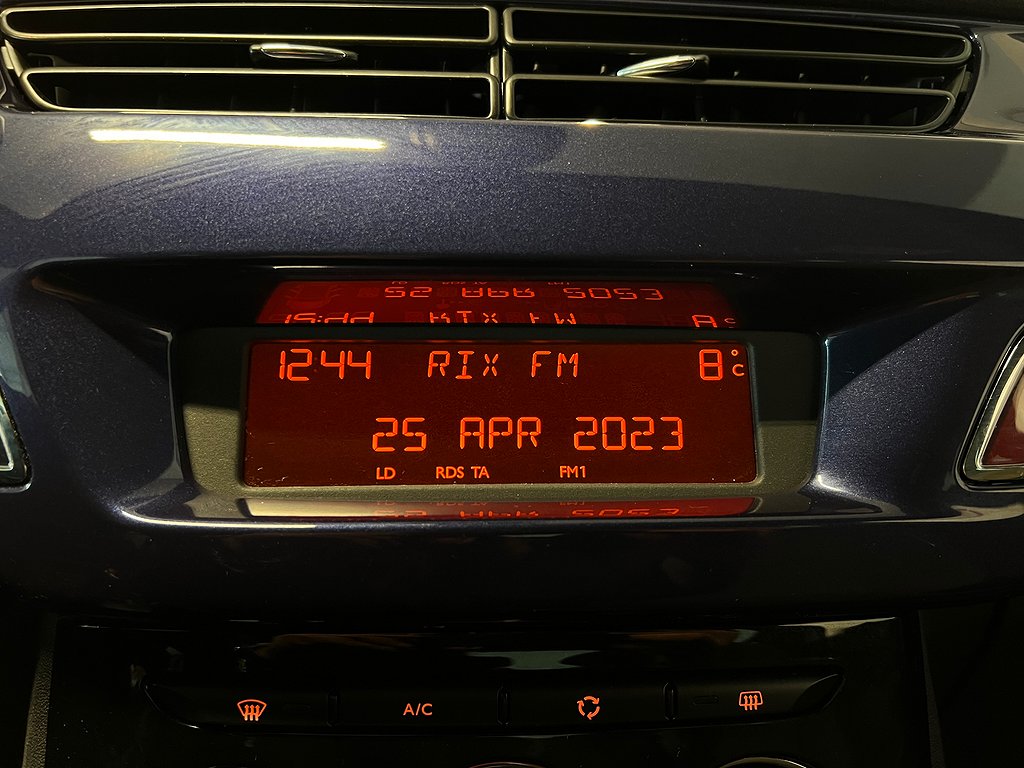 12:44 RIX FM 8°C
25 APR 2023
LD RDS TA FM1
A/C